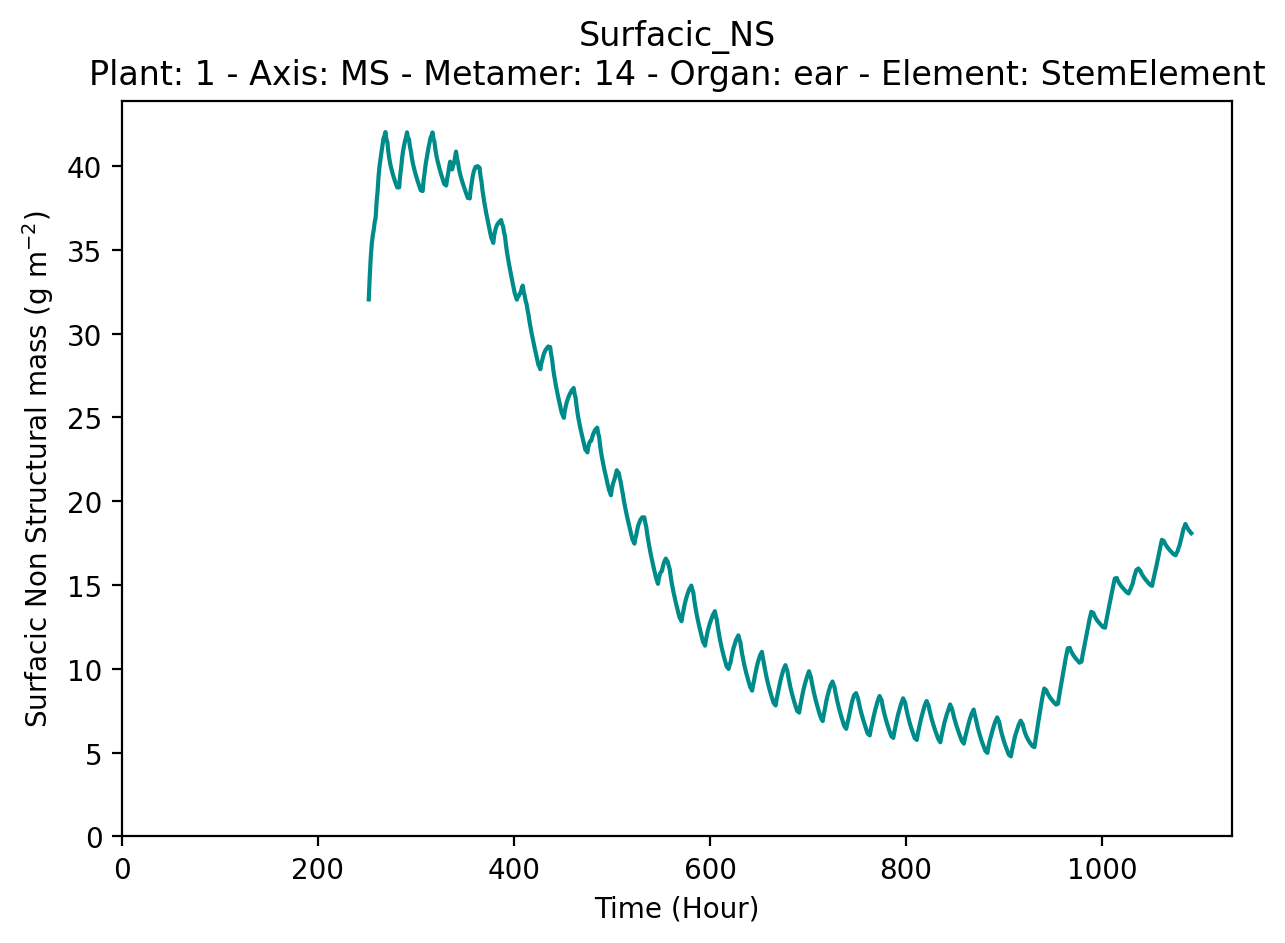 Surfacic_NS
Plant: 1 - Axis: MS - Metamer: 14 - Organ: ear - Element: StemElement
Surfacic Non Structural mass (g m⁻²)
40
35
30
25
20
15
10
5
0
0 200 400 600 800 1000
Time (Hour)